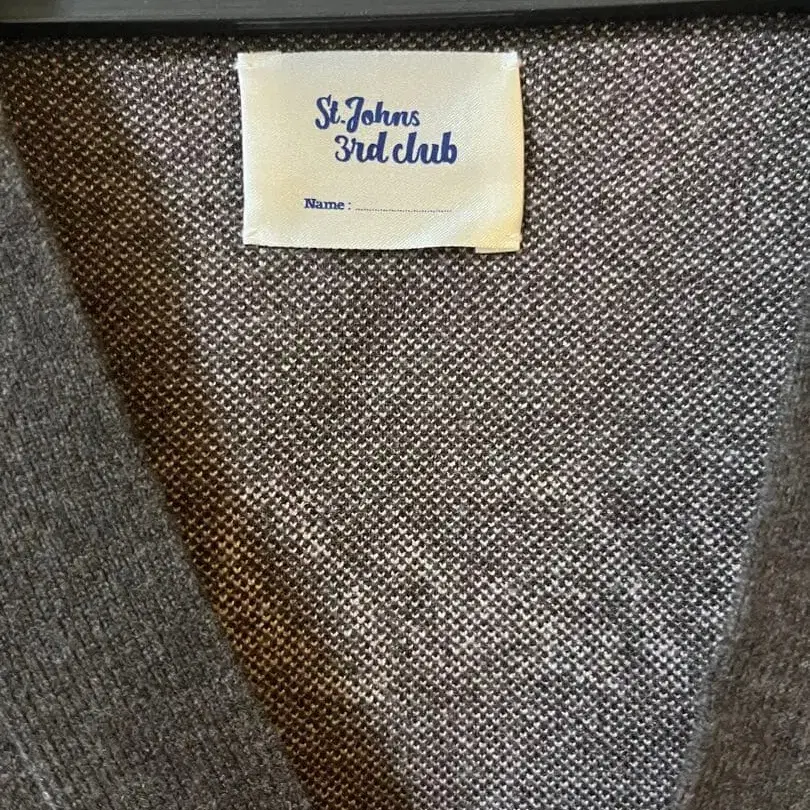 St.Johns
3rd club
Name : ........................